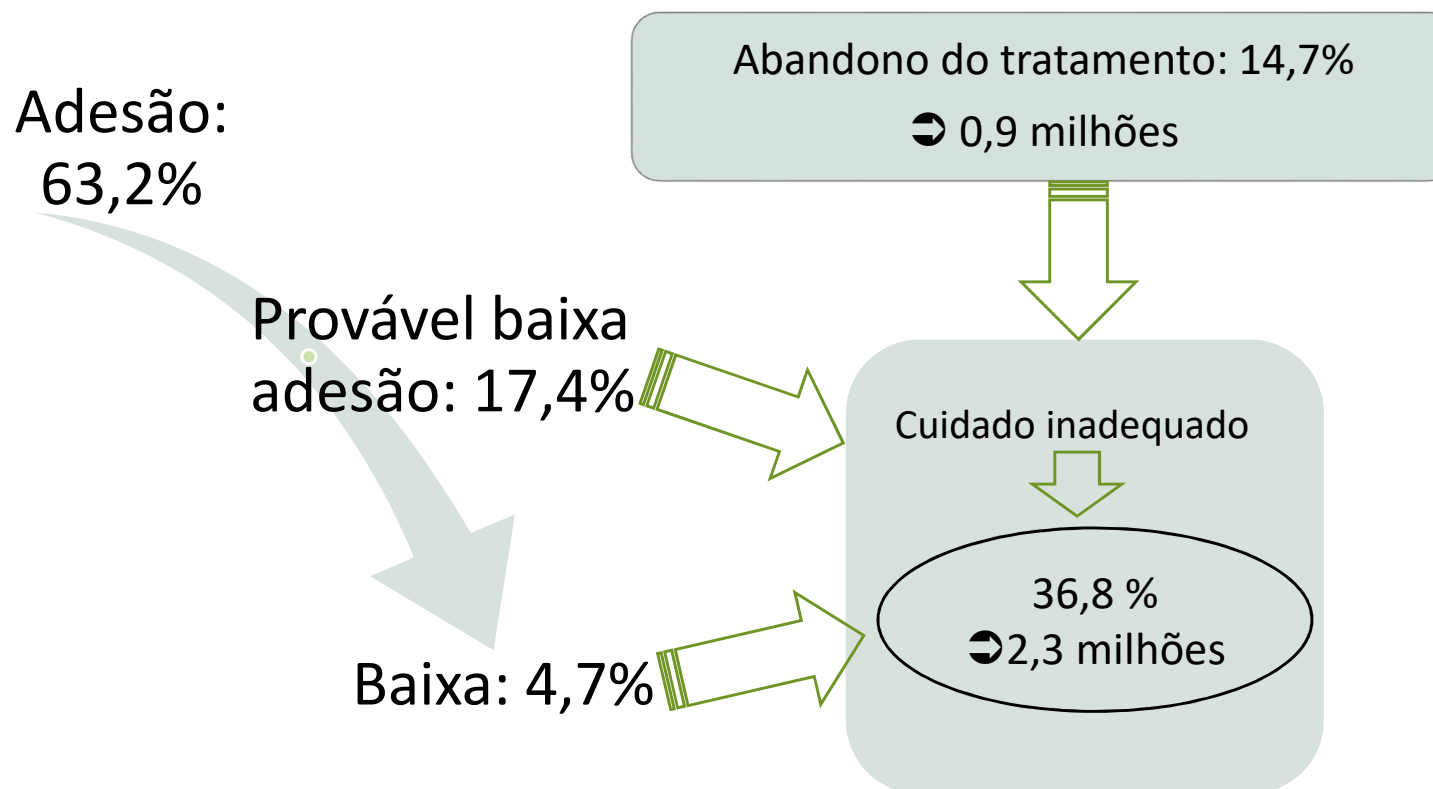 Adesão:
63,2%
Abandono do tratamento: 14,7%
➲ 0,9 milhões
Provável baixa
adesão: 17,4%
Cuidado inadequado
36,8 %
➲2,3 milhões
Baixa: 4,7%